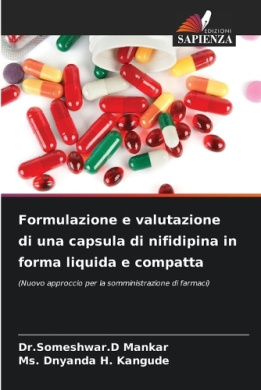 EDIZIONI
SAPIENZA
Formulazione e valutazione
di una capsula di nifidipina in
forma liquida e compatta
(Nuovo approccio per la somministrazione di farmaci)
Dr.Someshwar.D Mankar
Ms. Dnyanda H. Kangude